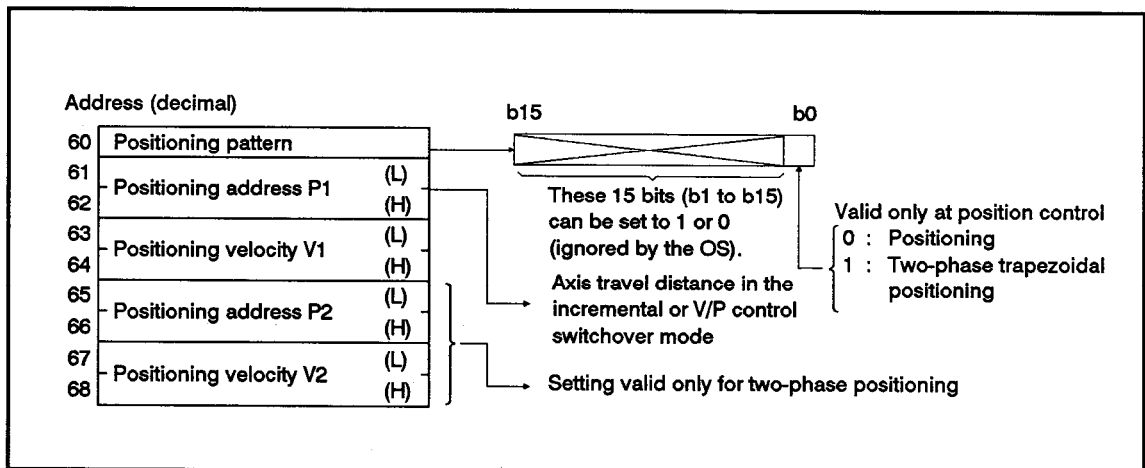 Address (decimal)
b15 b0
60 Positioning pattern
61 (L)
Positioning address P1
62 (H)
63 (L)
Positioning velocity V1
64 (H)
65 (L)
Positioning address P2
66 (H)
67 (L)
Positioning velocity V2
68 (H)
These 15 bits (b1 to b15)
can be set to 1 or 0
(ignored by the OS).
Valid only at position control
0 : Positioning
1 : Two-phase trapezoidal
positioning
Axis travel distance in the
incremental or V/P control
switchover mode
Setting valid only for two-phase positioning